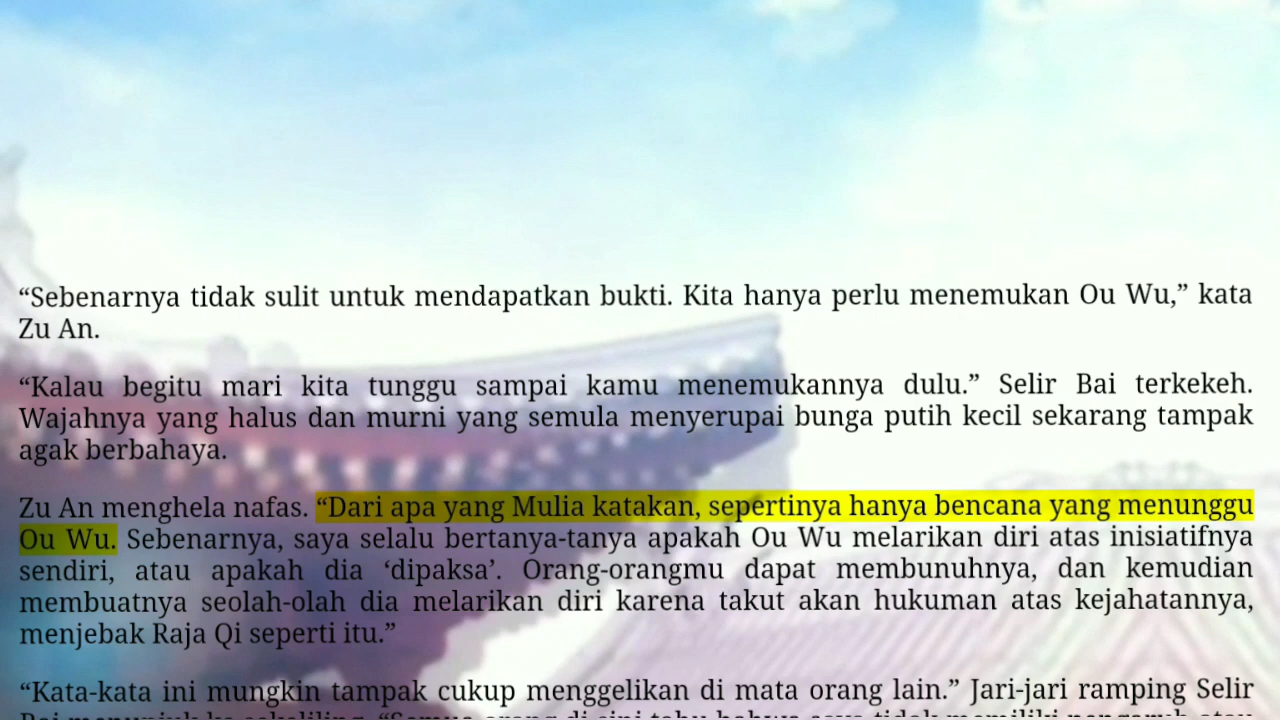 “Sebenarnya tidak sulit untuk mendapatkan bukti. Kita hanya perlu menemukan Ou Wu,” kata
Zu An.
“Kalau begitu mari kita tunggu sampai kamu menemukannya dulu.” Selir Bai terkekeh.
Wajahnya yang halus dan murni yang semula menyerupai bunga putih kecil sekarang tampak
agak berbahaya.
Zu An menghela nafas. “Dari apa yang Mulia katakan, sepertinya hanya bencana yang menunggu
Ou Wu. Sebenarnya, saya selalu bertanya-tanya apakah Ou Wu melarikan diri atas inisiatifnya
sendiri, atau apakah dia ‘dipaksa’. Orang-orangmu dapat membunuhnya, dan kemudian
membuatnya seolah-olah dia melarikan diri karena takut akan hukuman atas kejahatannya,
menjebak Raja Qi seperti itu.”
“Kata-kata ini mungkin tampak cukup menggelikan di mata orang lain.” Jari-jari ramping Selir